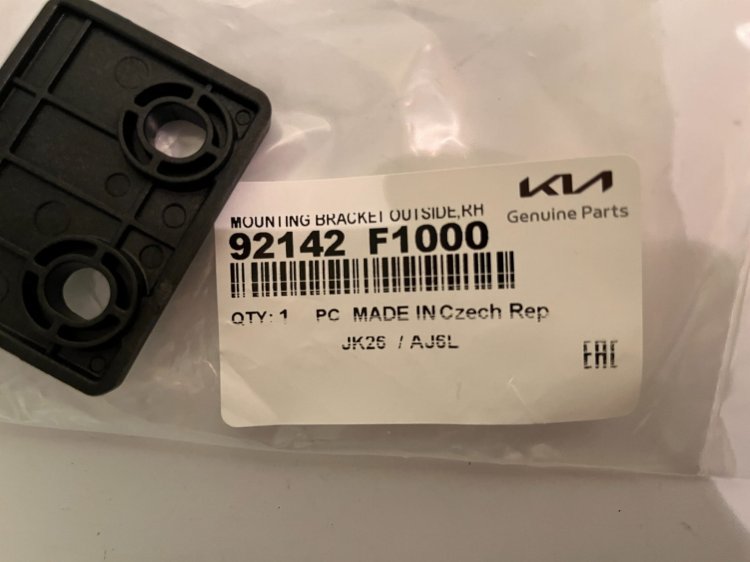 KIA
Genuine Parts
MOUNTING BRACKET OUTSIDE,RH
92142 F1000
QTY: 1 PC MADE IN Czech Rep
JK26 / AJ6L
EAC